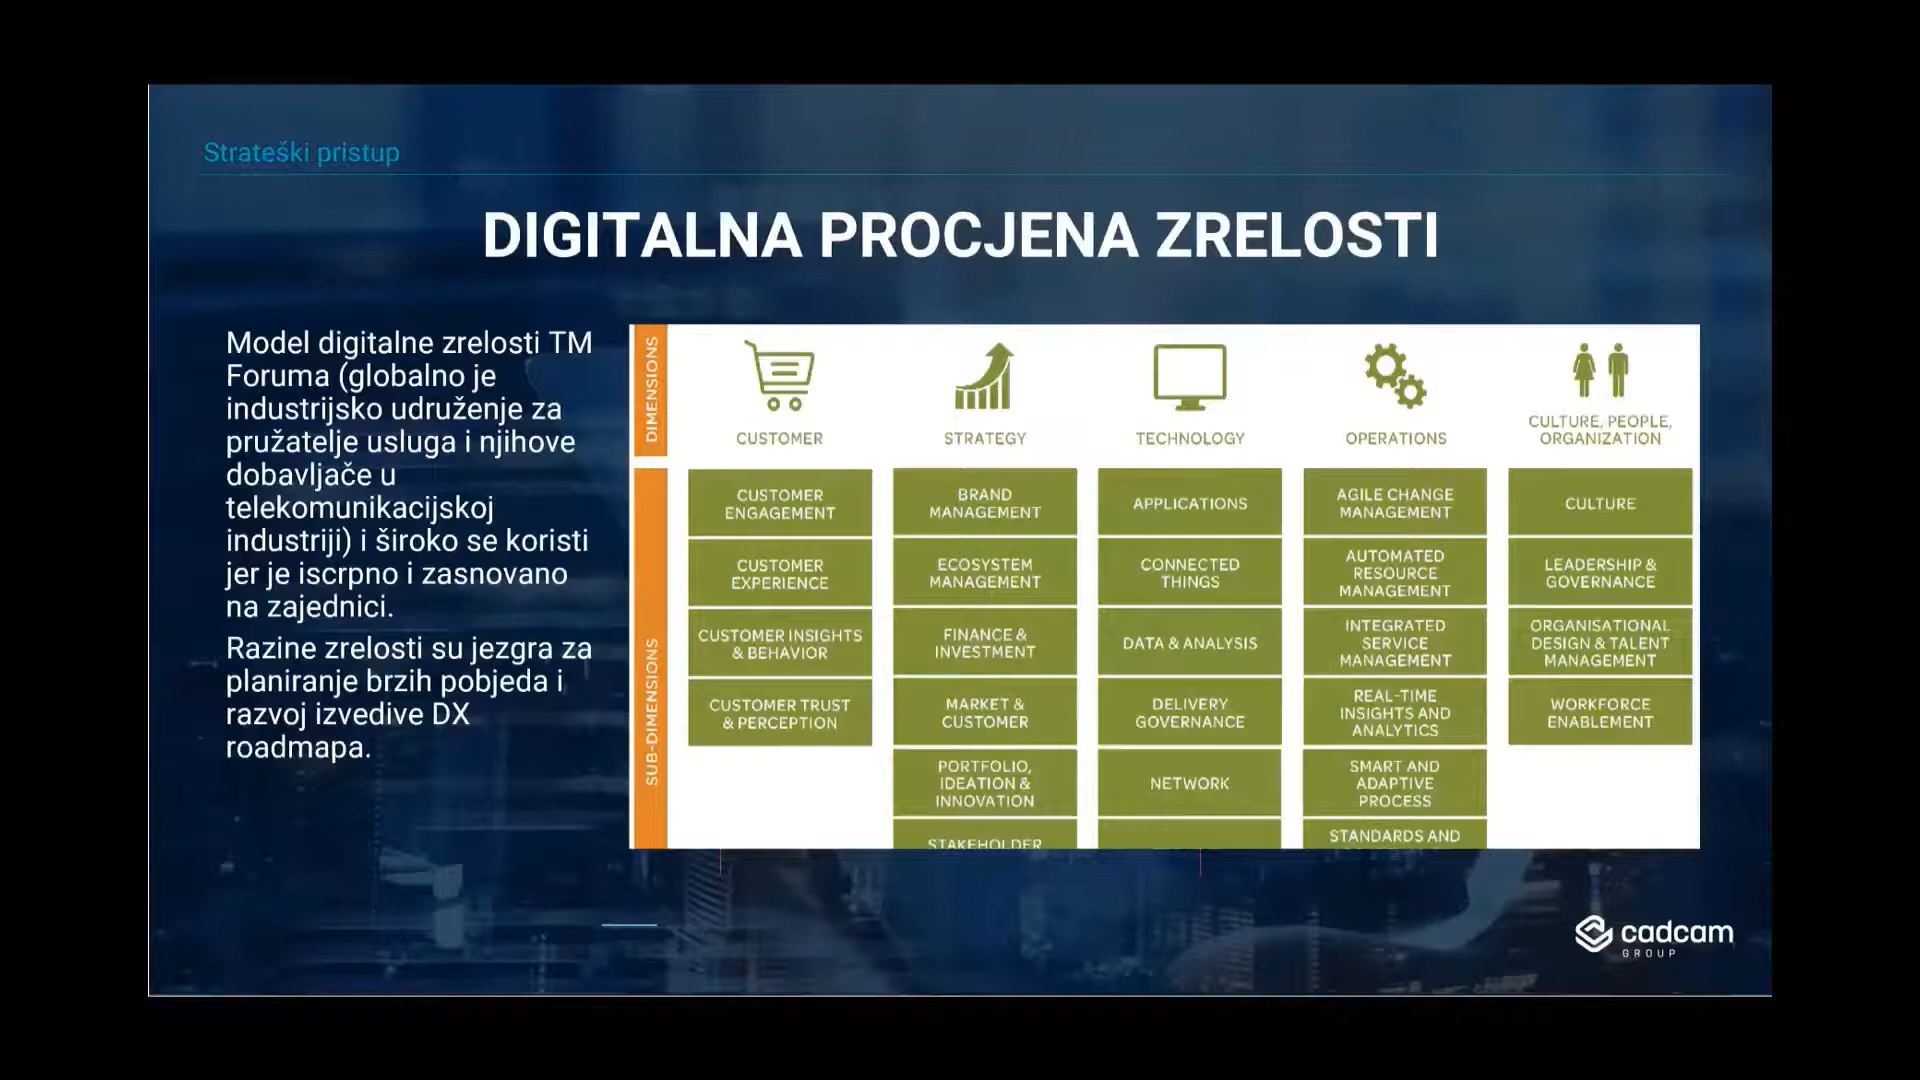 Strateški pristup
DIGITALNA PROCJENA ZRELOSTI
Model digitalne zrelosti TM
Foruma (globalno je
industrijsko udruženje za
pružatelje usluga i njihove
dobavljače u
telekomunikacijskoj
industriji) i široko se koristi
jer je iscrpno i zasnovano
na zajednici.
Razine zrelosti su jezgra za
planiranje brzih pobjeda i
razvoj izvedive DX
roadmapa.
DIMENSIONS
CUSTOMER
STRATEGY
TECHNOLOGY
OPERATIONS
CULTURE, PEOPLE,
ORGANIZATION
SUB-DIMENSIONS
CUSTOMER
ENGAGEMENT
CUSTOMER
EXPERIENCE
CUSTOMER INSIGHTS
& BEHAVIOR
CUSTOMER TRUST
& PERCEPTION
BRAND
MANAGEMENT
ECOSYSTEM
MANAGEMENT
FINANCE &
INVESTMENT
MARKET &
CUSTOMER
PORTFOLIO,
IDEATION &
INNOVATION
STAKEHOLDER
APPLICATIONS
CONNECTED
THINGS
DATA & ANALYSIS
DELIVERY
GOVERNANCE
NETWORK
AGILE CHANGE
MANAGEMENT
AUTOMATED
RESOURCE
MANAGEMENT
INTEGRATED
SERVICE
MANAGEMENT
REAL-TIME
INSIGHTS AND
ANALYTICS
SMART AND
ADAPTIVE
PROCESS
STANDARDS AND
CULTURE
LEADERSHIP &
GOVERNANCE
ORGANISATIONAL
DESIGN & TALENT
MANAGEMENT
WORKFORCE
ENABLEMENT
cadcam
GROUP